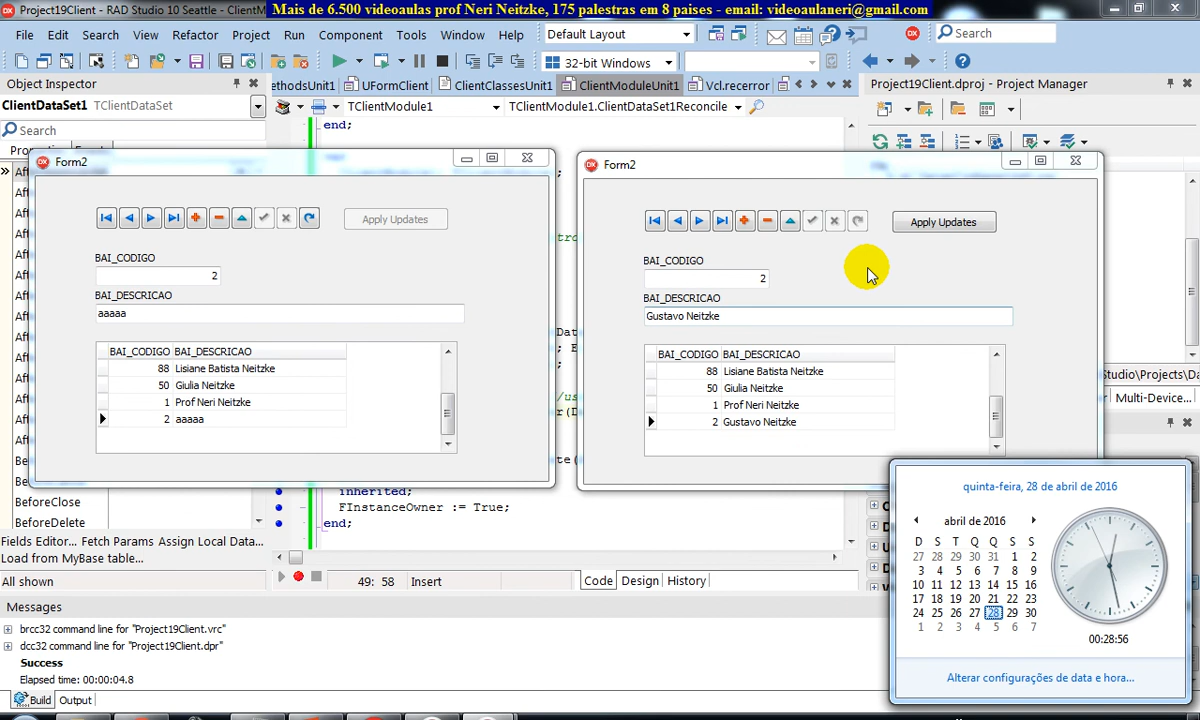 Project19Client - RAD Studio 10 Seattle - ClientM
Mais de 6.500 videoaulas prof Neri Neitzke, 175 palestras em 8 paises - email: videoaulaneri@gmail.com
File Edit Search View Refactor Project Run Component Tools Window Help
Default Layout
Search
32-bit Windows
Object Inspector
ClientDataSet1 TClientDataSet
Search
ethodsUnit1 UFormClient ClientClassesUnit1 ClientModuleUnit1 Vcl.recerror
Project19Client.dproj - Project Manager
TClientModule1 TClientModule1.ClientDataSet1Reconcile
end;
Form2
Apply Updates
BAI_CODIGO
2
BAI_DESCRICAO
aaaaa
BAI_CODIGO BAI_DESCRICAO
88 Lisiane Batista Neitzke
50 Giulia Neitzke
1 Prof Neri Neitzke
2 aaaaa
Form2
Apply Updates
BAI_CODIGO
2
BAI_DESCRICAO
Gustavo Neitzke
BAI_CODIGO BAI_DESCRICAO
88 Lisiane Batista Neitzke
50 Giulia Neitzke
1 Prof Neri Neitzke
2 Gustavo Neitzke
Studio\Projects\Da
Multi-Device...
BeforeClose
BeforeDelete
Fields Editor... Fetch Params Assign Local Data...
Load from MyBase table...
All shown
inherited;
FInstanceOwner := True;
end;
49: 58 Insert
Code Design History
Messages
brcc32 command line for "Project19Client.vrc"
dcc32 command line for "Project19Client.dpr"
Success
Elapsed time: 00:00:04.8
Build Output
quinta-feira, 28 de abril de 2016
abril de 2016
D S T Q Q S S
27 28 29 30 31 1 2
3 4 5 6 7 8 9
10 11 12 13 14 15 16
17 18 19 20 21 22 23
24 25 26 27 28 29 30
1 2 3 4 5 6 7
00:28:56
Alterar configurações de data e hora...